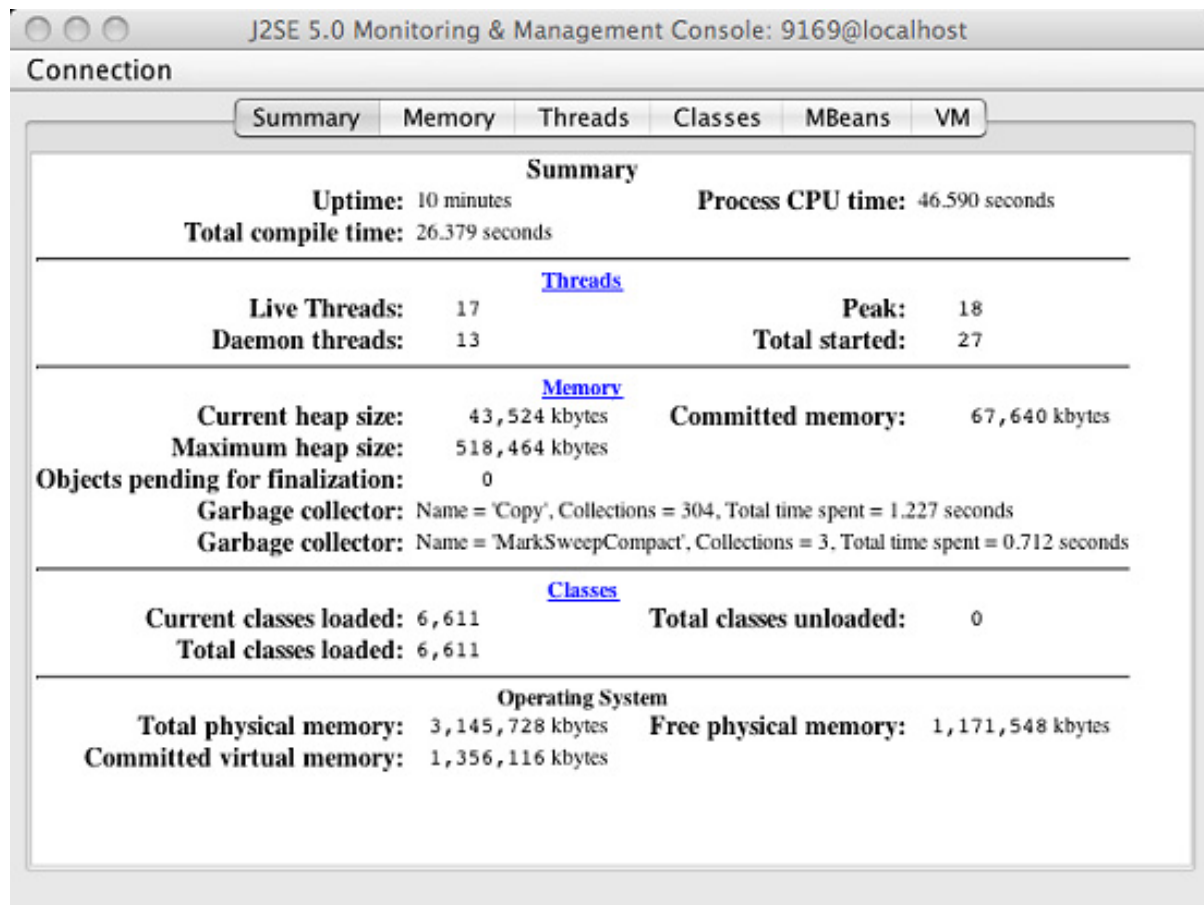 J2SE 5.0 Monitoring & Management Console: 9169@localhost
Connection
Summary Memory Threads Classes MBeans VM
Summary
Uptime: 10 minutes Process CPU time: 46.590 seconds
Total compile time: 26.379 seconds
Threads
Live Threads: 17 Peak: 18
Daemon threads: 13 Total started: 27
Memory
Current heap size: 43,524 kbytes Committed memory: 67,640 kbytes
Maximum heap size: 518,464 kbytes
Objects pending for finalization: 0
Garbage collector: Name = 'Copy', Collections = 304, Total time spent = 1.227 seconds
Garbage collector: Name = 'MarkSweepCompact', Collections = 3, Total time spent = 0.712 seconds
Classes
Current classes loaded: 6,611 Total classes unloaded: 0
Total classes loaded: 6,611
Operating System
Total physical memory: 3,145,728 kbytes Free physical memory: 1,171,548 kbytes
Committed virtual memory: 1,356,116 kbytes